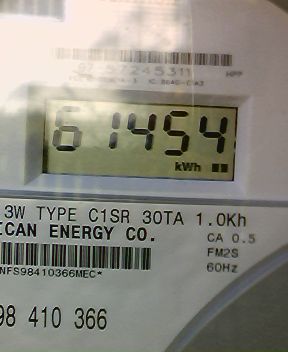 61454
kWh
3W TYPE C1SR 30TA 1.0Kh
ICAN ENERGY CO.
CA 0.5
FM2S
NFS98410366MEC*
60Hz
98 410 366